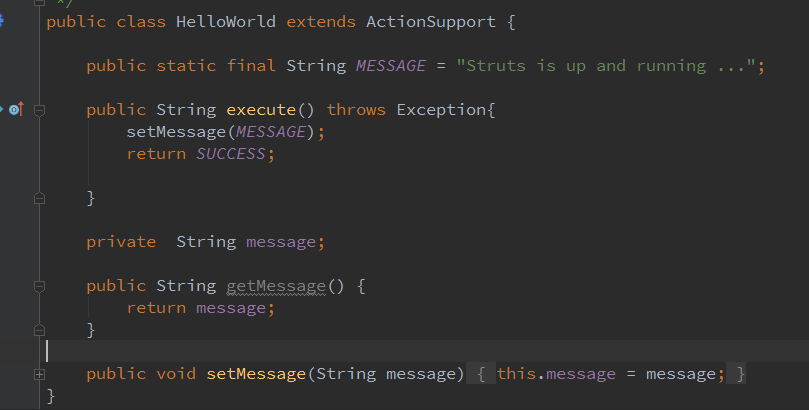 */
public class HelloWorld extends ActionSupport {
public static final String MESSAGE = "Struts is up and running ...";
public String execute() throws Exception{
setMessage(MESSAGE);
return SUCCESS;
}
private  String message;
public String getMessage() {
return message;
}
public void setMessage(String message) { this.message = message; }
}